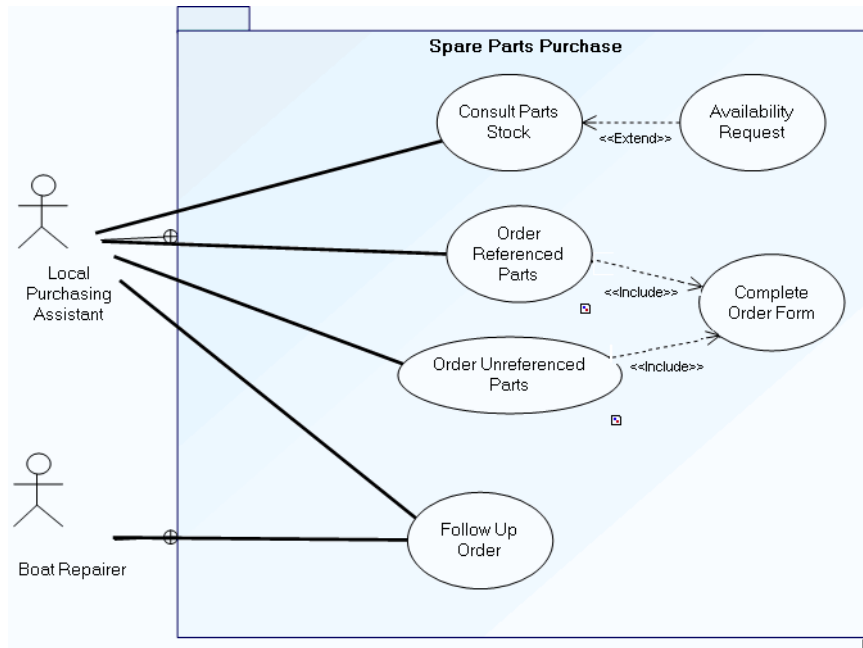 Spare Parts Purchase
Consult Parts
Stock
<<Extend>>
Availability
Request
Local
Purchasing
Assistant
Order
Referenced
Parts
<<Include>>
Complete
Order Form
Order Unreferenced
Parts
<<Include>>
Boat Repairer
Follow Up
Order